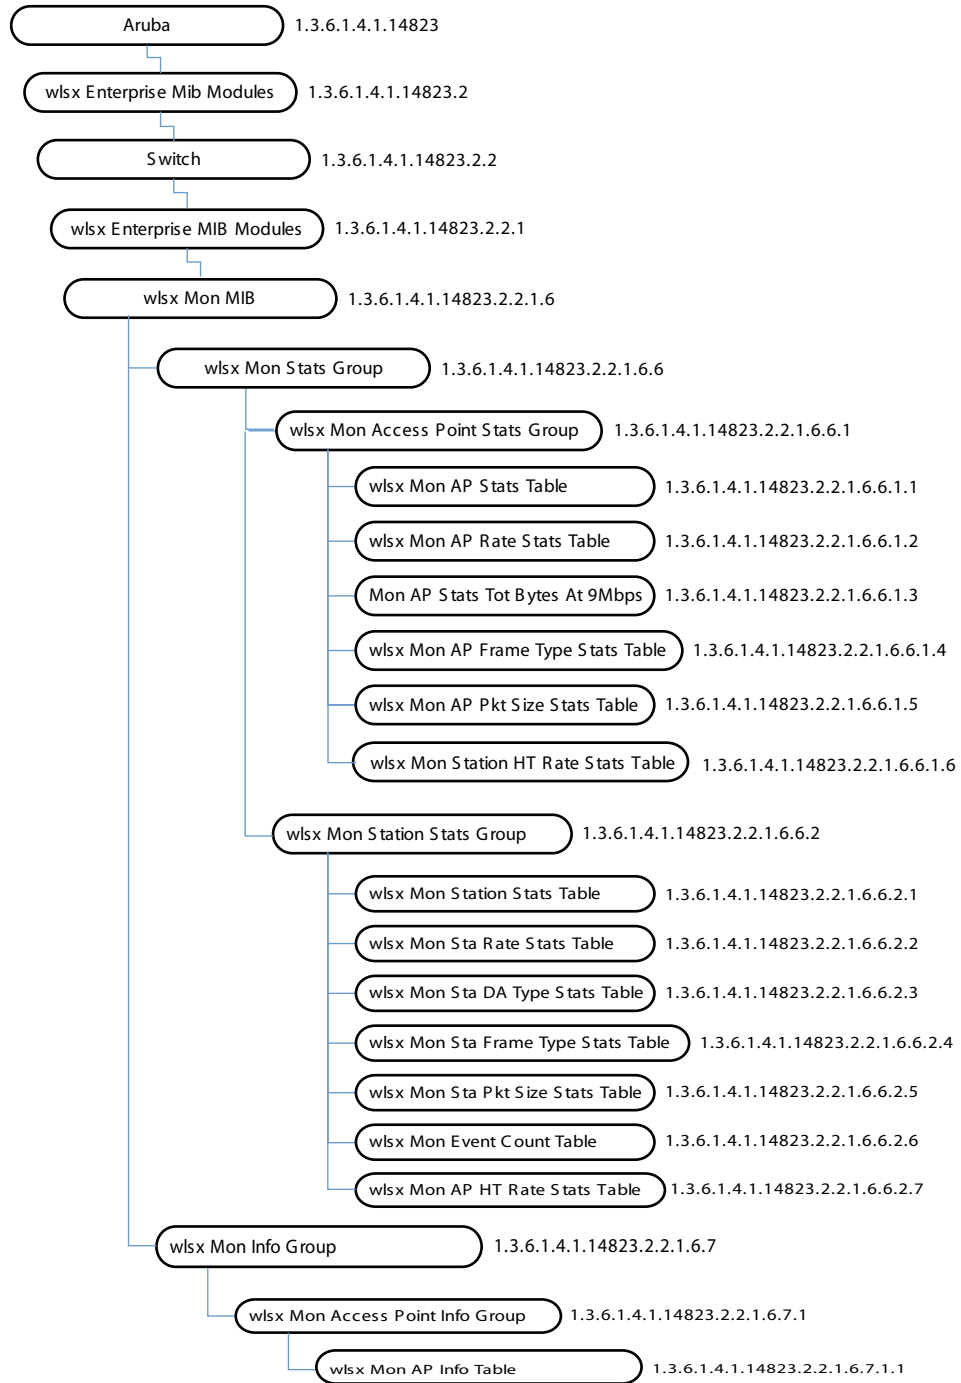 Aruba 1.3.6.1.4.1.14823
wlsx Enterprise Mib Modules 1.3.6.1.4.1.14823.2
Switch 1.3.6.1.4.1.14823.2.2
wlsx Enterprise MIB Modules 1.3.6.1.4.1.14823.2.2.1
wlsx Mon MIB 1.3.6.1.4.1.14823.2.2.1.6
wlsx Mon Stats Group 1.3.6.1.4.1.14823.2.2.1.6.6
wlsx Mon Access Point Stats Group 1.3.6.1.4.1.14823.2.2.1.6.6.1
wlsx Mon AP Stats Table 1.3.6.1.4.1.14823.2.2.1.6.6.1.1
wlsx Mon AP Rate Stats Table 1.3.6.1.4.1.14823.2.2.1.6.6.1.2
Mon AP Stats Tot Bytes At 9Mbps 1.3.6.1.4.1.14823.2.2.1.6.6.1.3
wlsx Mon AP Frame Type Stats Table 1.3.6.1.4.1.14823.2.2.1.6.6.1.4
wlsx Mon AP Pkt Size Stats Table 1.3.6.1.4.1.14823.2.2.1.6.6.1.5
wlsx Mon Station HT Rate Stats Table 1.3.6.1.4.1.14823.2.2.1.6.6.1.6
wlsx Mon Station Stats Group 1.3.6.1.4.1.14823.2.2.1.6.6.2
wlsx Mon Station Stats Table 1.3.6.1.4.1.14823.2.2.1.6.6.2.1
wlsx Mon Sta Rate Stats Table 1.3.6.1.4.1.14823.2.2.1.6.6.2.2
wlsx Mon Sta DA Type Stats Table 1.3.6.1.4.1.14823.2.2.1.6.6.2.3
wlsx Mon Sta Frame Type Stats Table 1.3.6.1.4.1.14823.2.2.1.6.6.2.4
wlsx Mon Sta Pkt Size Stats Table 1.3.6.1.4.1.14823.2.2.1.6.6.2.5
wlsx Mon Event Count Table 1.3.6.1.4.1.14823.2.2.1.6.6.2.6
wlsx Mon AP HT Rate Stats Table 1.3.6.1.4.1.14823.2.2.1.6.6.2.7
wlsx Mon Info Group 1.3.6.1.4.1.14823.2.2.1.6.7
wlsx Mon Access Point Info Group 1.3.6.1.4.1.14823.2.2.1.6.7.1
wlsx Mon AP Info Table 1.3.6.1.4.1.14823.2.2.1.6.7.1.1